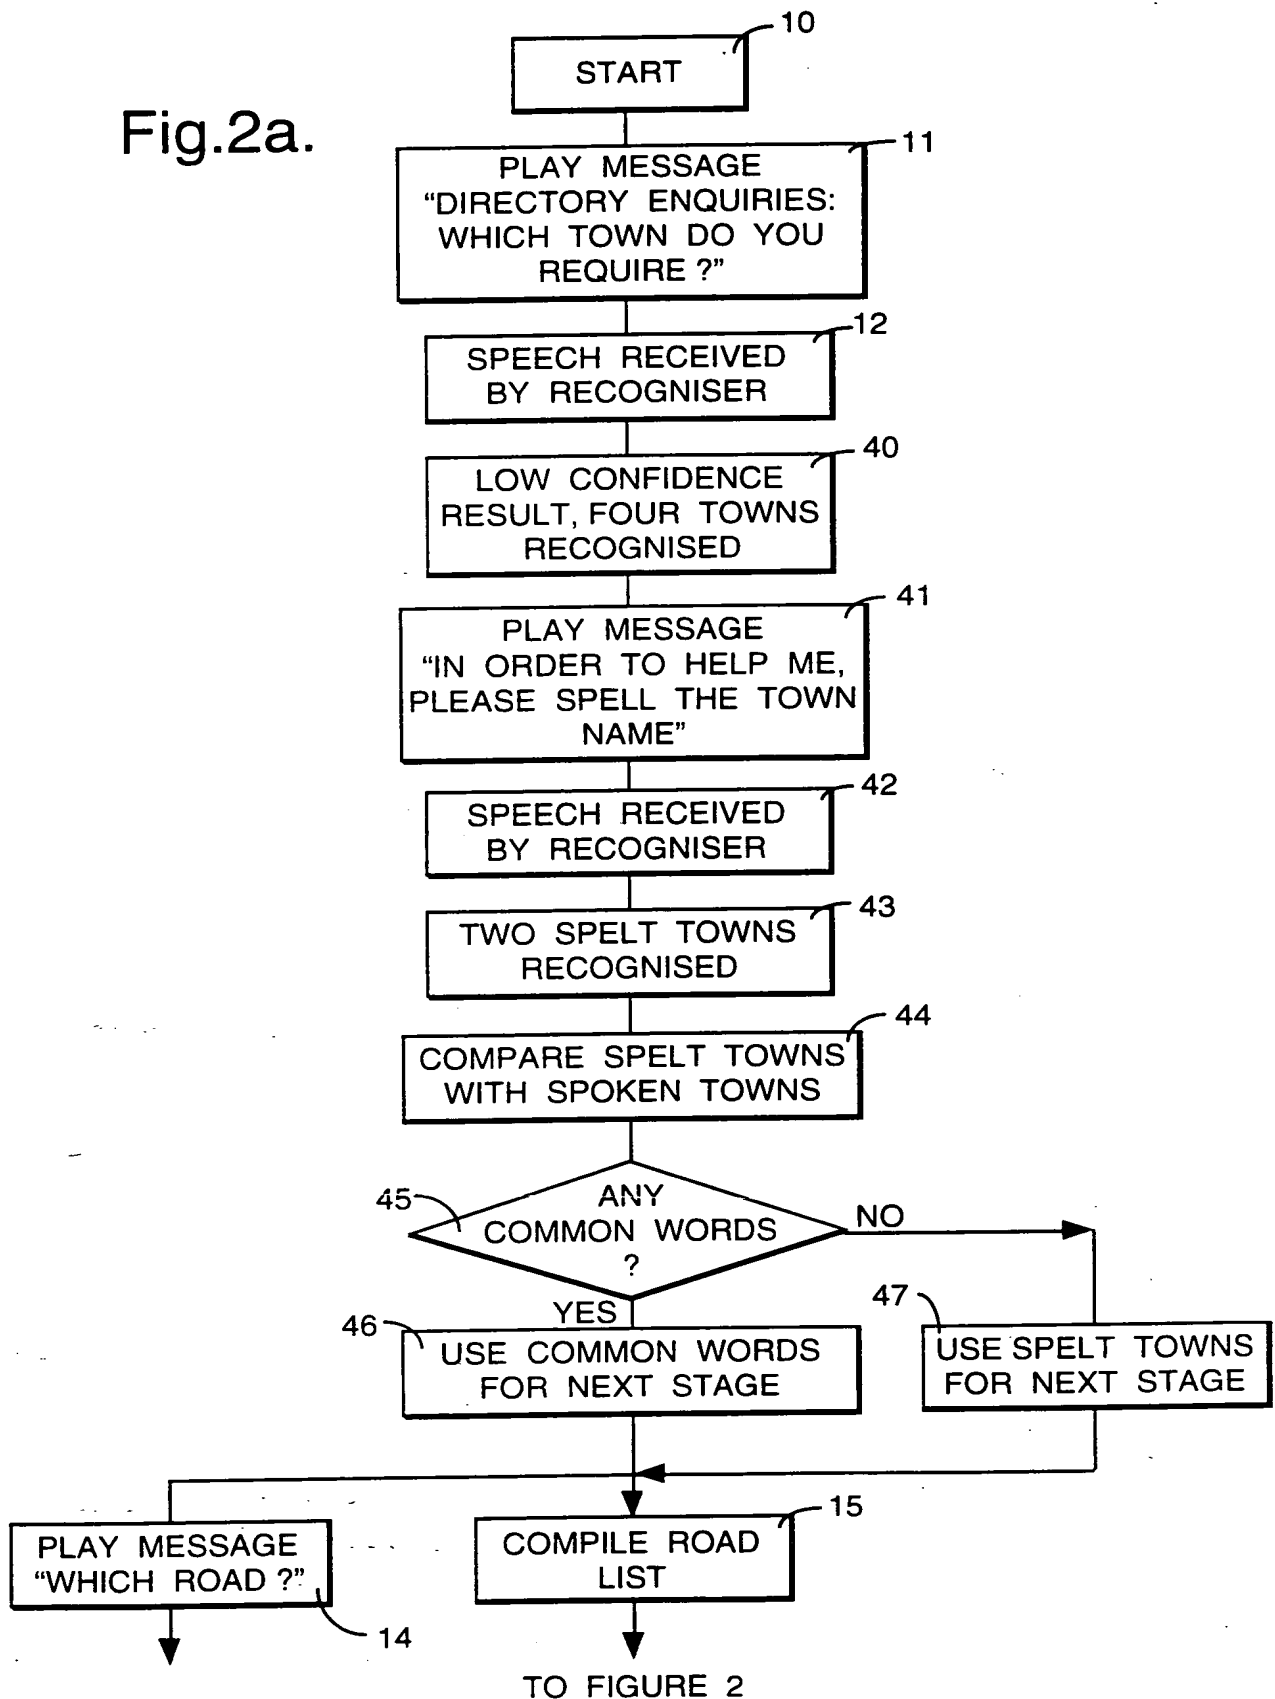 Fig.2a.
10
START
11
PLAY MESSAGE
“DIRECTORY ENQUIRIES:
WHICH TOWN DO YOU
REQUIRE ?”
12
SPEECH RECEIVED
BY RECOGNISER
40
LOW CONFIDENCE
RESULT, FOUR TOWNS
RECOGNISED
41
PLAY MESSAGE
“IN ORDER TO HELP ME,
PLEASE SPELL THE TOWN
NAME”
42
SPEECH RECEIVED
BY RECOGNISER
43
TWO SPELT TOWNS
RECOGNISED
44
COMPARE SPELT TOWNS
WITH SPOKEN TOWNS
45
ANY
COMMON WORDS
?
NO
YES
46
USE COMMON WORDS
FOR NEXT STAGE
47
USE SPELT TOWNS
FOR NEXT STAGE
PLAY MESSAGE
“WHICH ROAD ?”
14
15
COMPILE ROAD
LIST
TO FIGURE 2